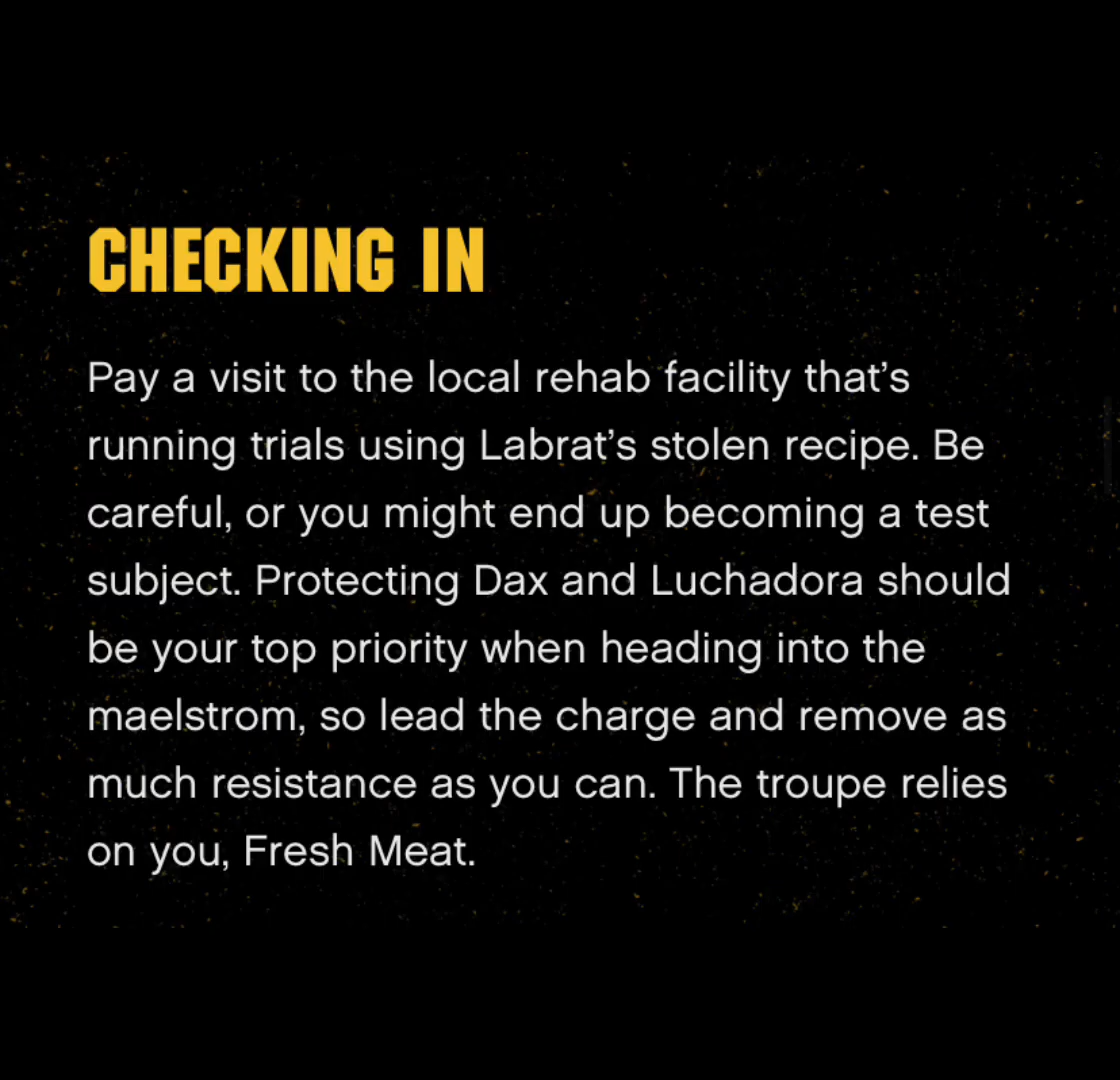 CHECKING IN
Pay a visit to the local rehab facility that’s
running trials using Labrat’s stolen recipe. Be
careful, or you might end up becoming a test
subject. Protecting Dax and Luchadora should
be your top priority when heading into the
maelstrom, so lead the charge and remove as
much resistance as you can. The troupe relies
on you, Fresh Meat.